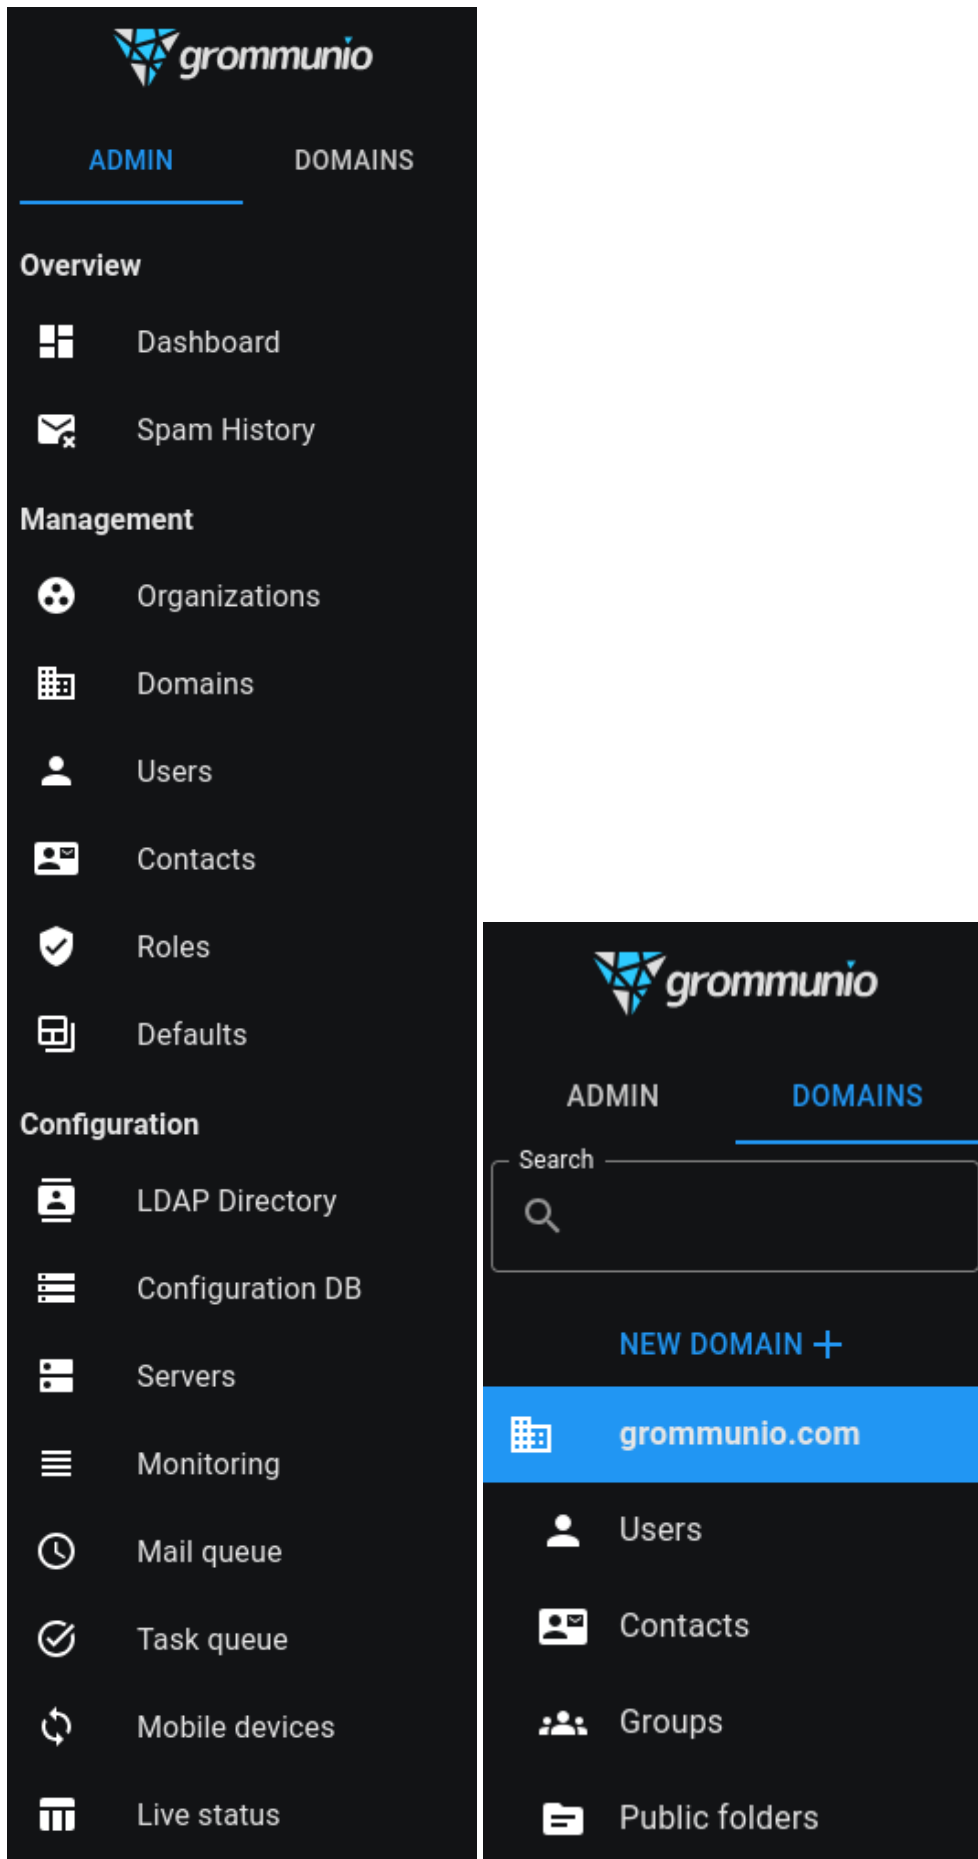 grommunio
ADMIN DOMAINS
Overview
Dashboard
Spam History
Management
Organizations
Domains
Users
Contacts
Roles
Defaults
Configuration
LDAP Directory
Configuration DB
Servers
Monitoring
Mail queue
Task queue
Mobile devices
Live status
grommunio
ADMIN DOMAINS
Search
NEW DOMAIN +
grommunio.com
Users
Contacts
Groups
Public folders